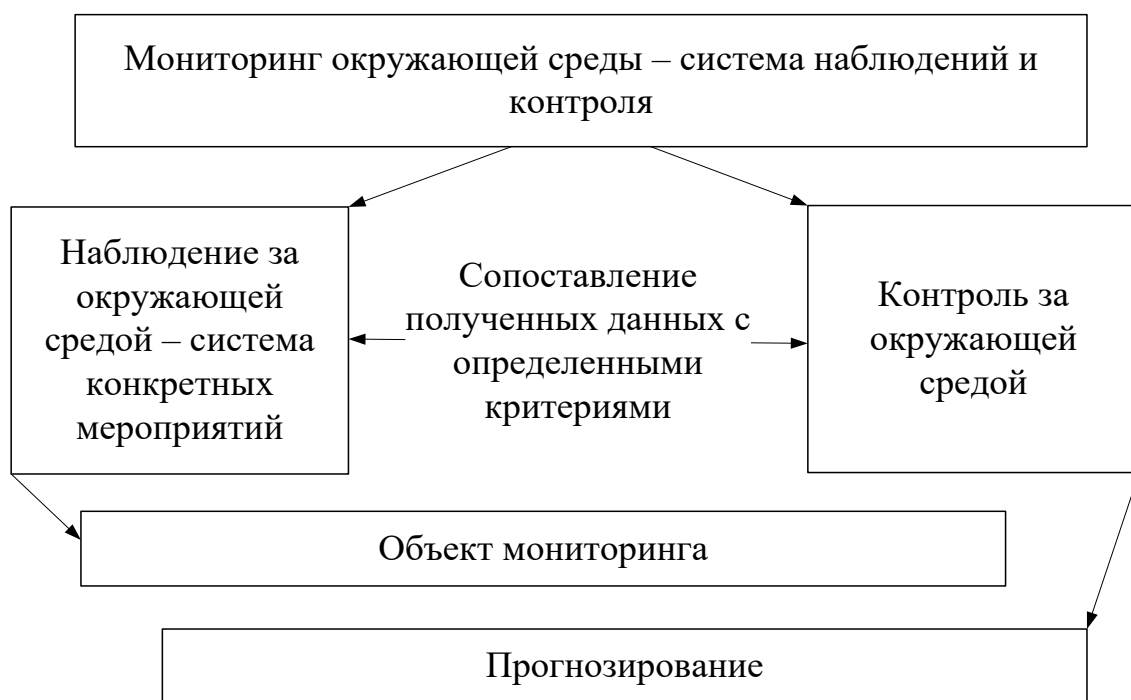 Мониторинг окружающей среды – система наблюдений и
контроля
Наблюдение за
окружающей
средой – система
конкретных
мероприятий
Сопоставление
полученных данных с
определенными
критериями
Контроль за
окружающей
средой
Объект мониторинга
Прогнозирование